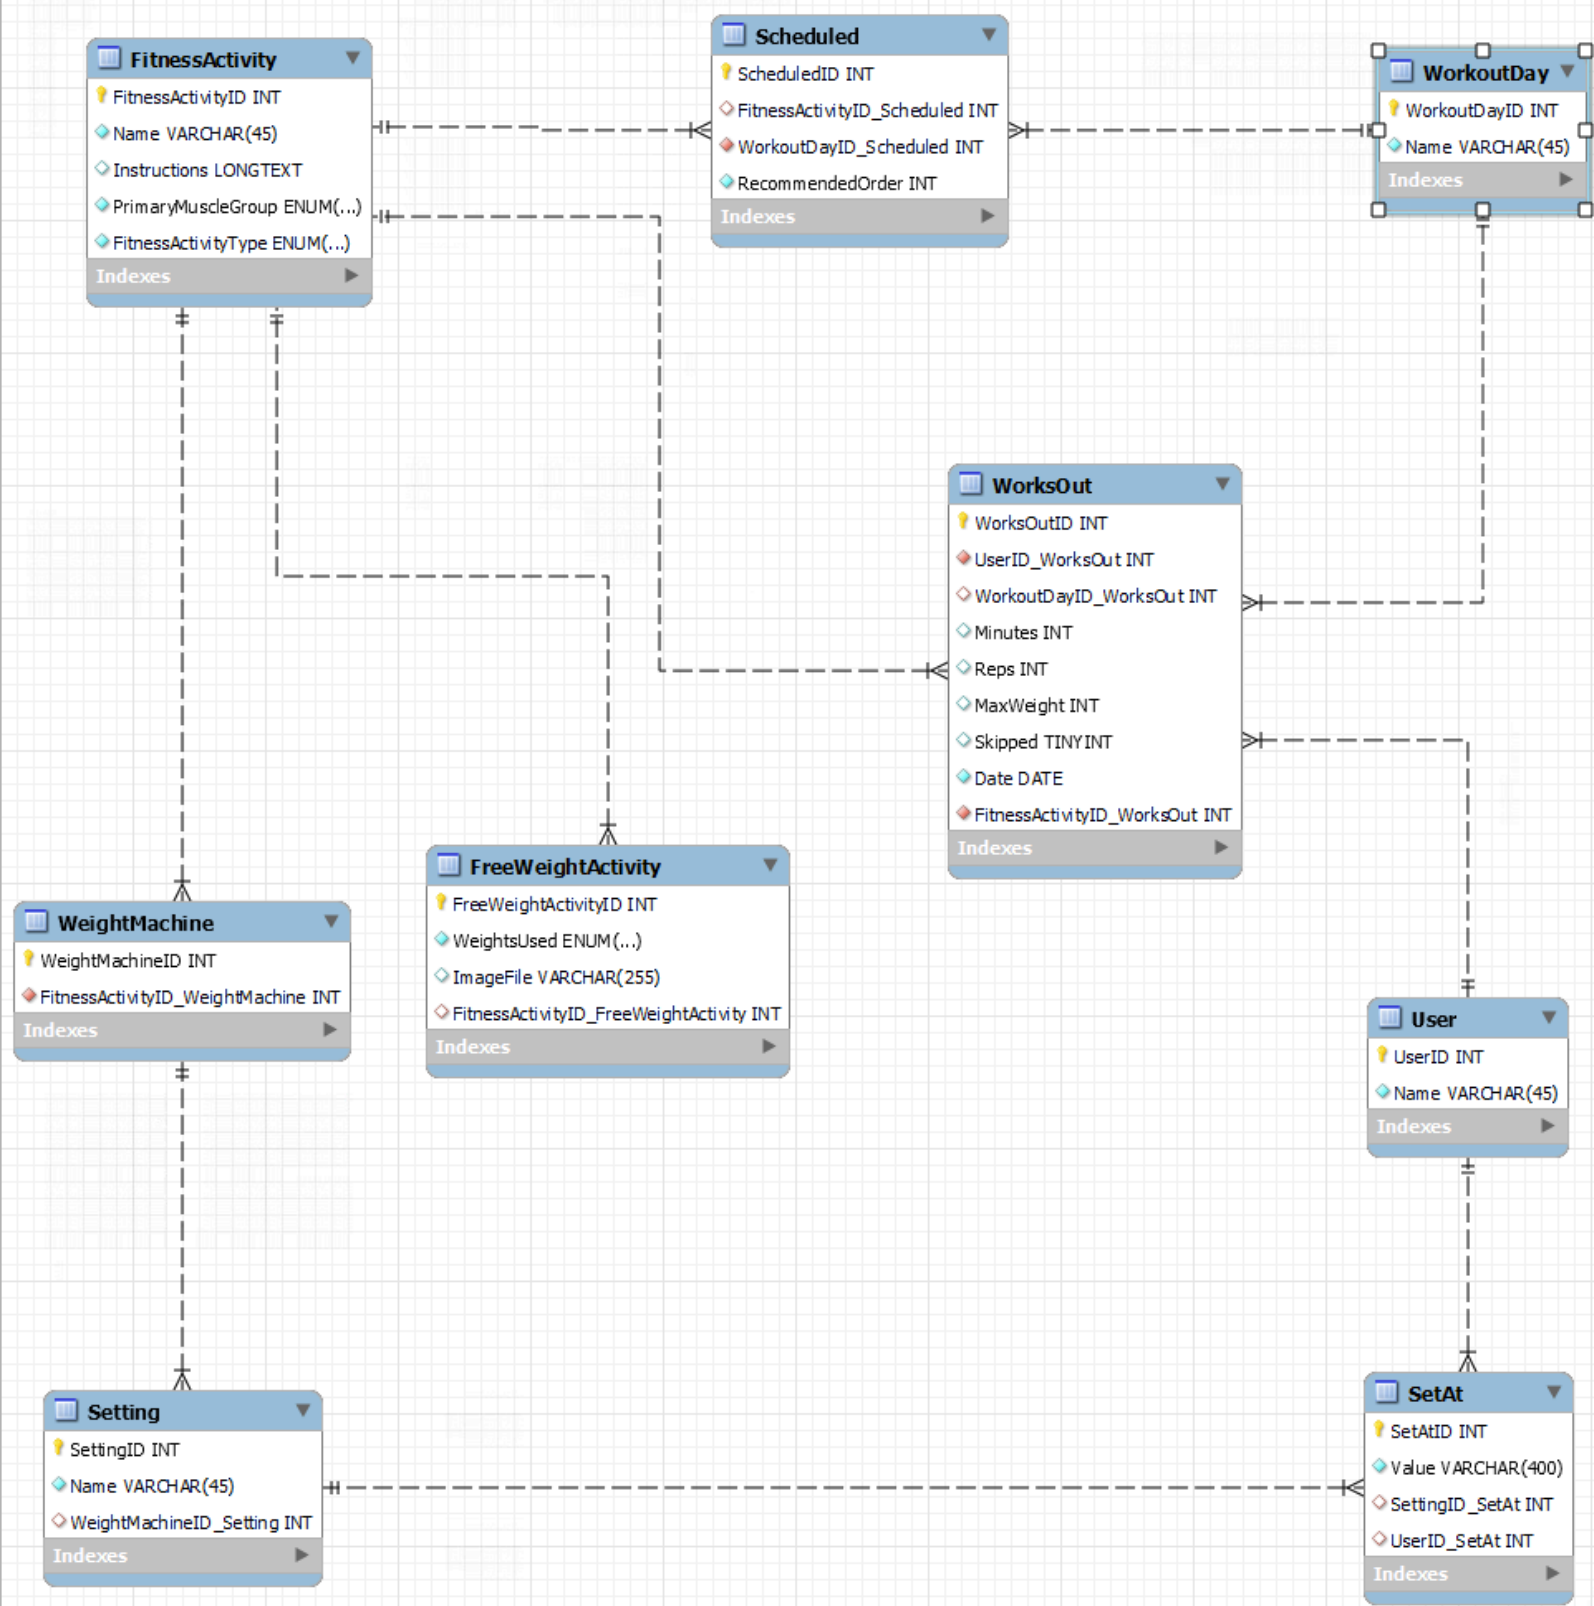 FitnessActivity
FitnessActivityID INT
Name VARCHAR(45)
Instructions LONGTEXT
PrimaryMuscleGroup ENUM(...)
FitnessActivityType ENUM(...)
Indexes
Scheduled
ScheduledID INT
FitnessActivityID_Scheduled INT
WorkoutDayID_Scheduled INT
RecommendedOrder INT
Indexes
WorkoutDay
WorkoutDayID INT
Name VARCHAR(45)
Indexes
WorksOut
WorksOutID INT
UserID_WorksOut INT
WorkoutDayID_WorksOut INT
Minutes INT
Reps INT
MaxWeight INT
Skipped TINYINT
Date DATE
FitnessActivityID_WorksOut INT
Indexes
FreeWeightActivity
FreeWeightActivityID INT
WeightsUsed ENUM(...)
ImageFile VARCHAR(255)
FitnessActivityID_FreeWeightActivity INT
Indexes
WeightMachine
WeightMachineID INT
FitnessActivityID_WeightMachine INT
Indexes
User
UserID INT
Name VARCHAR(45)
Indexes
Setting
SettingID INT
Name VARCHAR(45)
WeightMachineID_Setting INT
Indexes
SetAt
SetAtID INT
Value VARCHAR(400)
SettingID_SetAt INT
UserID_SetAt INT
Indexes